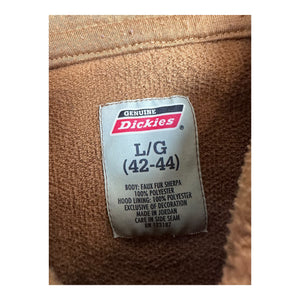 GENUINE
Dickies
L/G
(42-44)
BODY: FAUX FUR SHERPA
100% POLYESTER
HOOD LINING: 100% POLYESTER
EXCLUSIVE OF DECORATION
MADE IN JORDAN
CARE IN SIDE SEAM